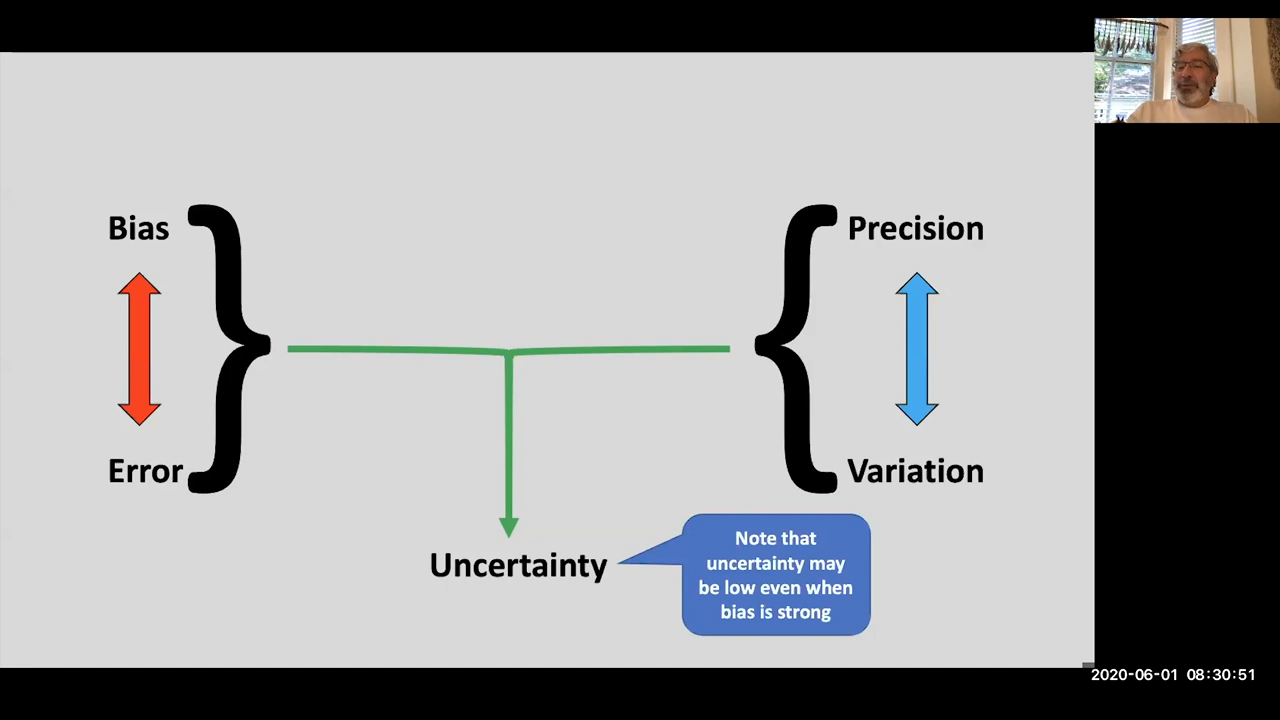 Bias
Precision
Error
Variation
Uncertainty
Note that
uncertainty may
be low even when
bias is strong
2020-06-01 08:30:51